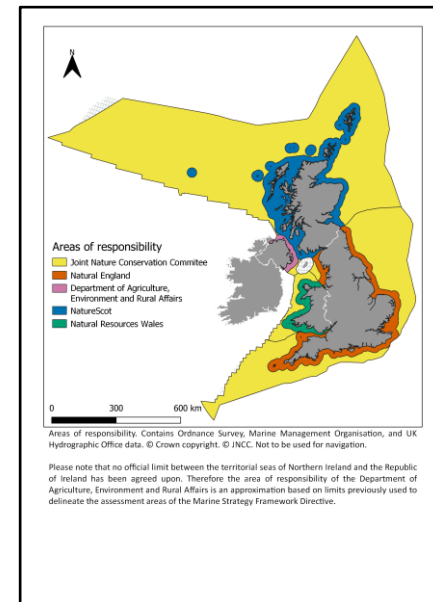 N
Areas of responsibility
Joint Nature Conservation Commitee
Natural England
Department of Agriculture,
Environment and Rural Affairs
NatureScot
Natural Resources Wales
0 300 600 km
Areas of responsibility. Contains Ordnance Survey, Marine Management Organisation, and UK
Hydrographic Office data. © Crown copyright. © JNCC. Not to be used for navigation.
Please note that no official limit between the territorial seas of Northern Ireland and the Republic
of Ireland has been agreed upon. Therefore the area of responsibility of the Department of
Agriculture, Environment and Rural Affairs is an approximation based on limits previously used to
delineate the assessment areas of the Marine Strategy Framework Directive.